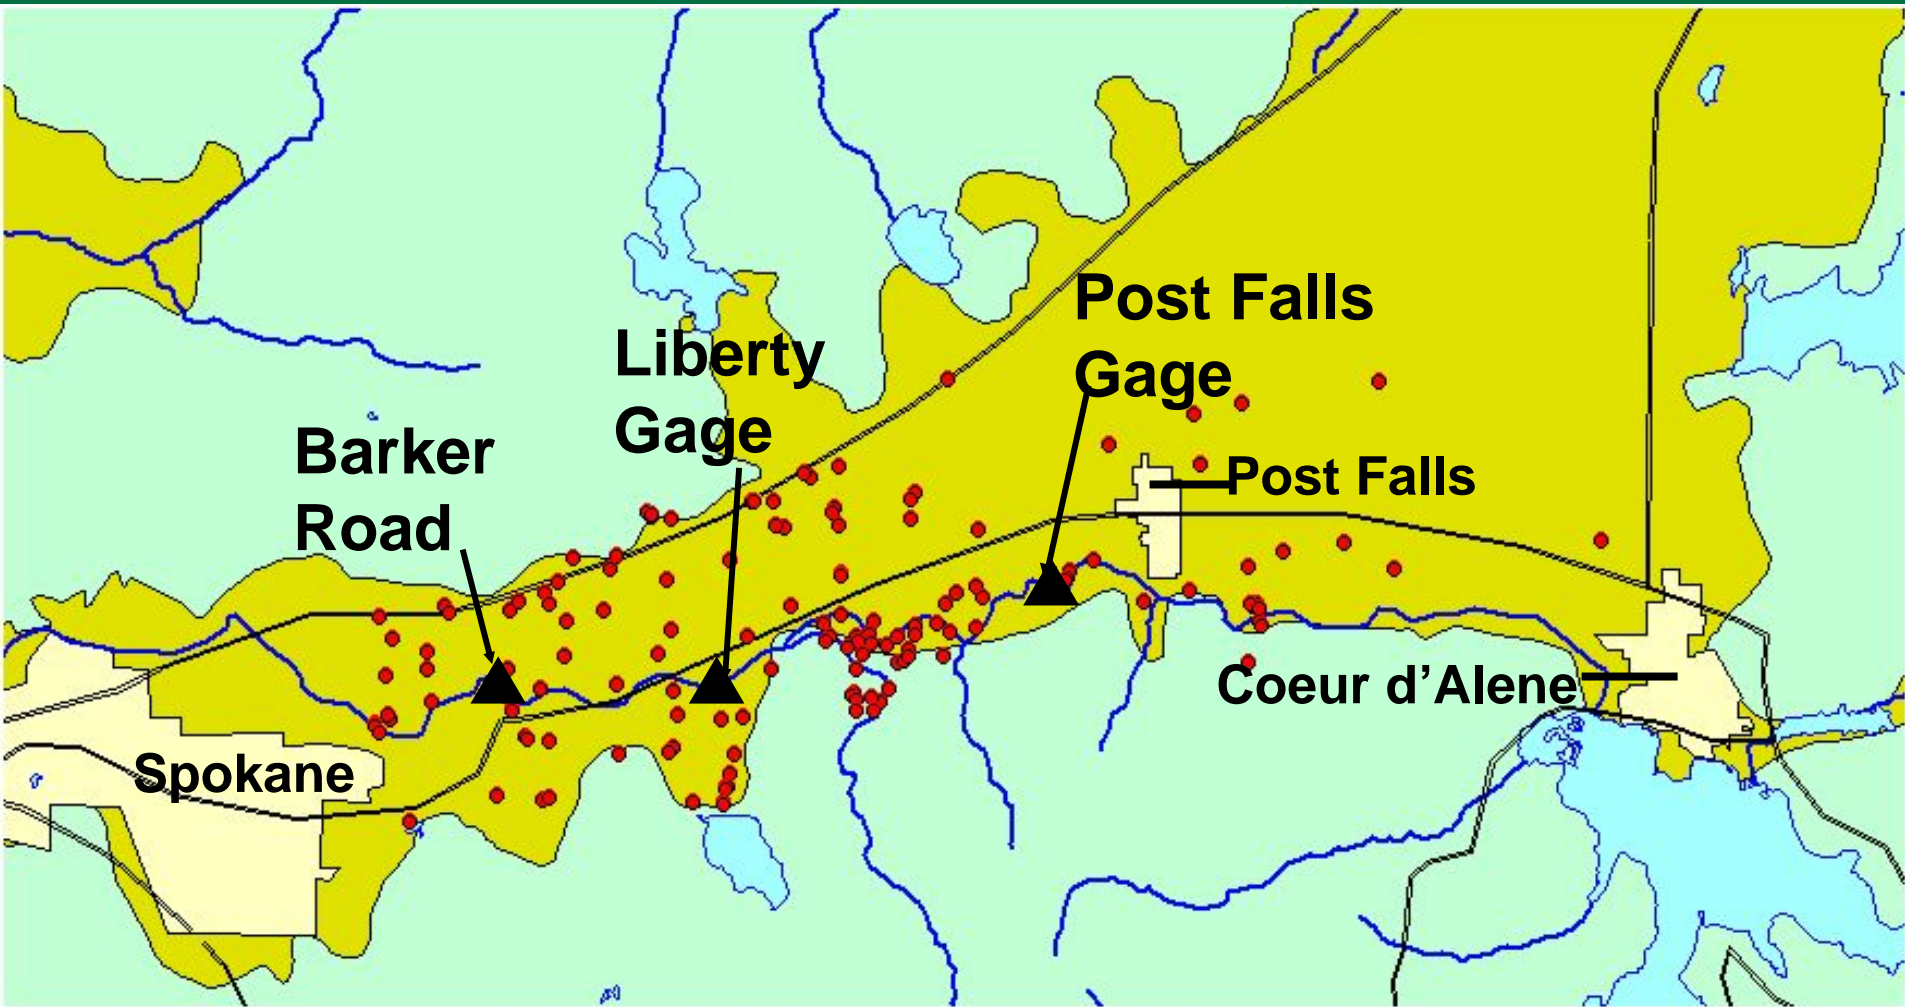 Post Falls
Gage
Liberty
Gage
Barker
Road
Post Falls
Coeur d'Alene
Spokane